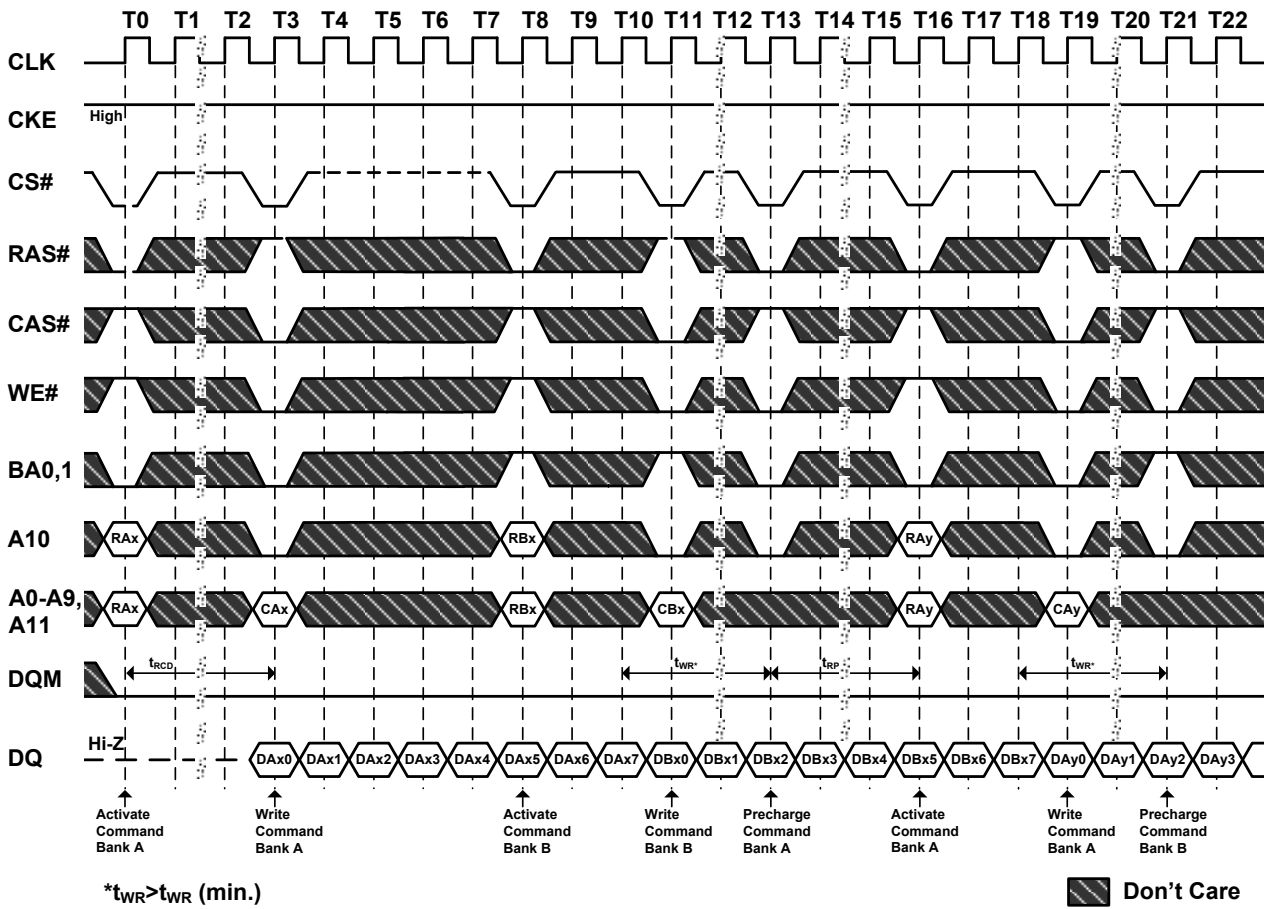 T0 T1 T2 T3 T4 T5 T6 T7 T8 T9 T10 T11 T12 T13 T14 T15 T16 T17 T18 T19 T20 T21 T22
CLK
CKE High
CS#
RAS#
CAS#
WE#
BA0,1
A10 RAx RBx RAy
A0-A9,
A11 RAx CAx RBx CBx RAy CAy
DQM tRCD tWR* tRP tWR*
DQ Hi-Z DAx0 DAx1 DAx2 DAx3 DAx4 DAx5 DAx6 DAx7 DBx0 DBx1 DBx2 DBx3 DBx4 DBx5 DBx6 DBx7 DAy0 DAy1 DAy2 DAy3
Activate
Command
Bank A
Write
Command
Bank A
Activate
Command
Bank B
Write
Command
Bank B
Precharge
Command
Bank A
Activate
Command
Bank A
Write
Command
Bank A
Precharge
Command
Bank B
*tWR>tWR (min.)
Don't Care